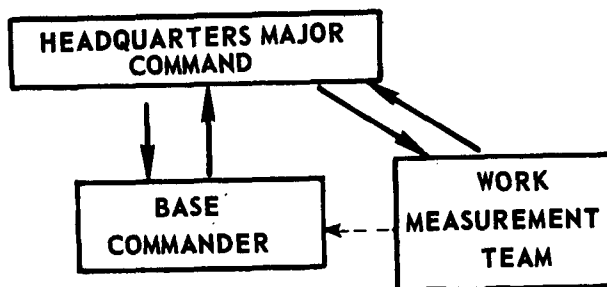 HEADQUARTERS MAJOR
COMMAND
BASE
COMMANDER
WORK
MEASUREMENT
TEAM